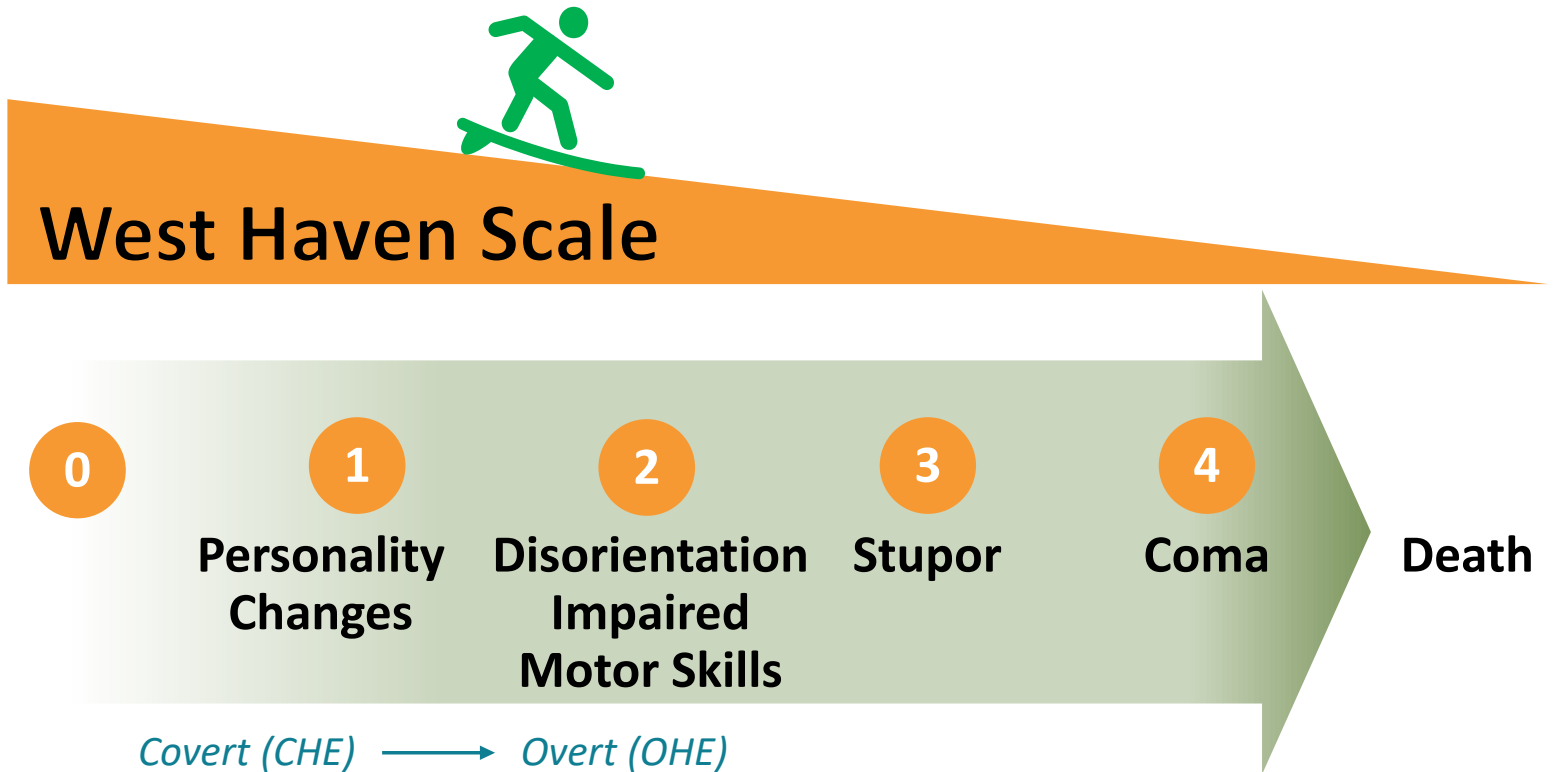 West Haven Scale
0 1 2 3 4
Personality Disorientation Stupor Coma Death
Changes Impaired
Motor Skills
Covert (CHE) Overt (OHE)